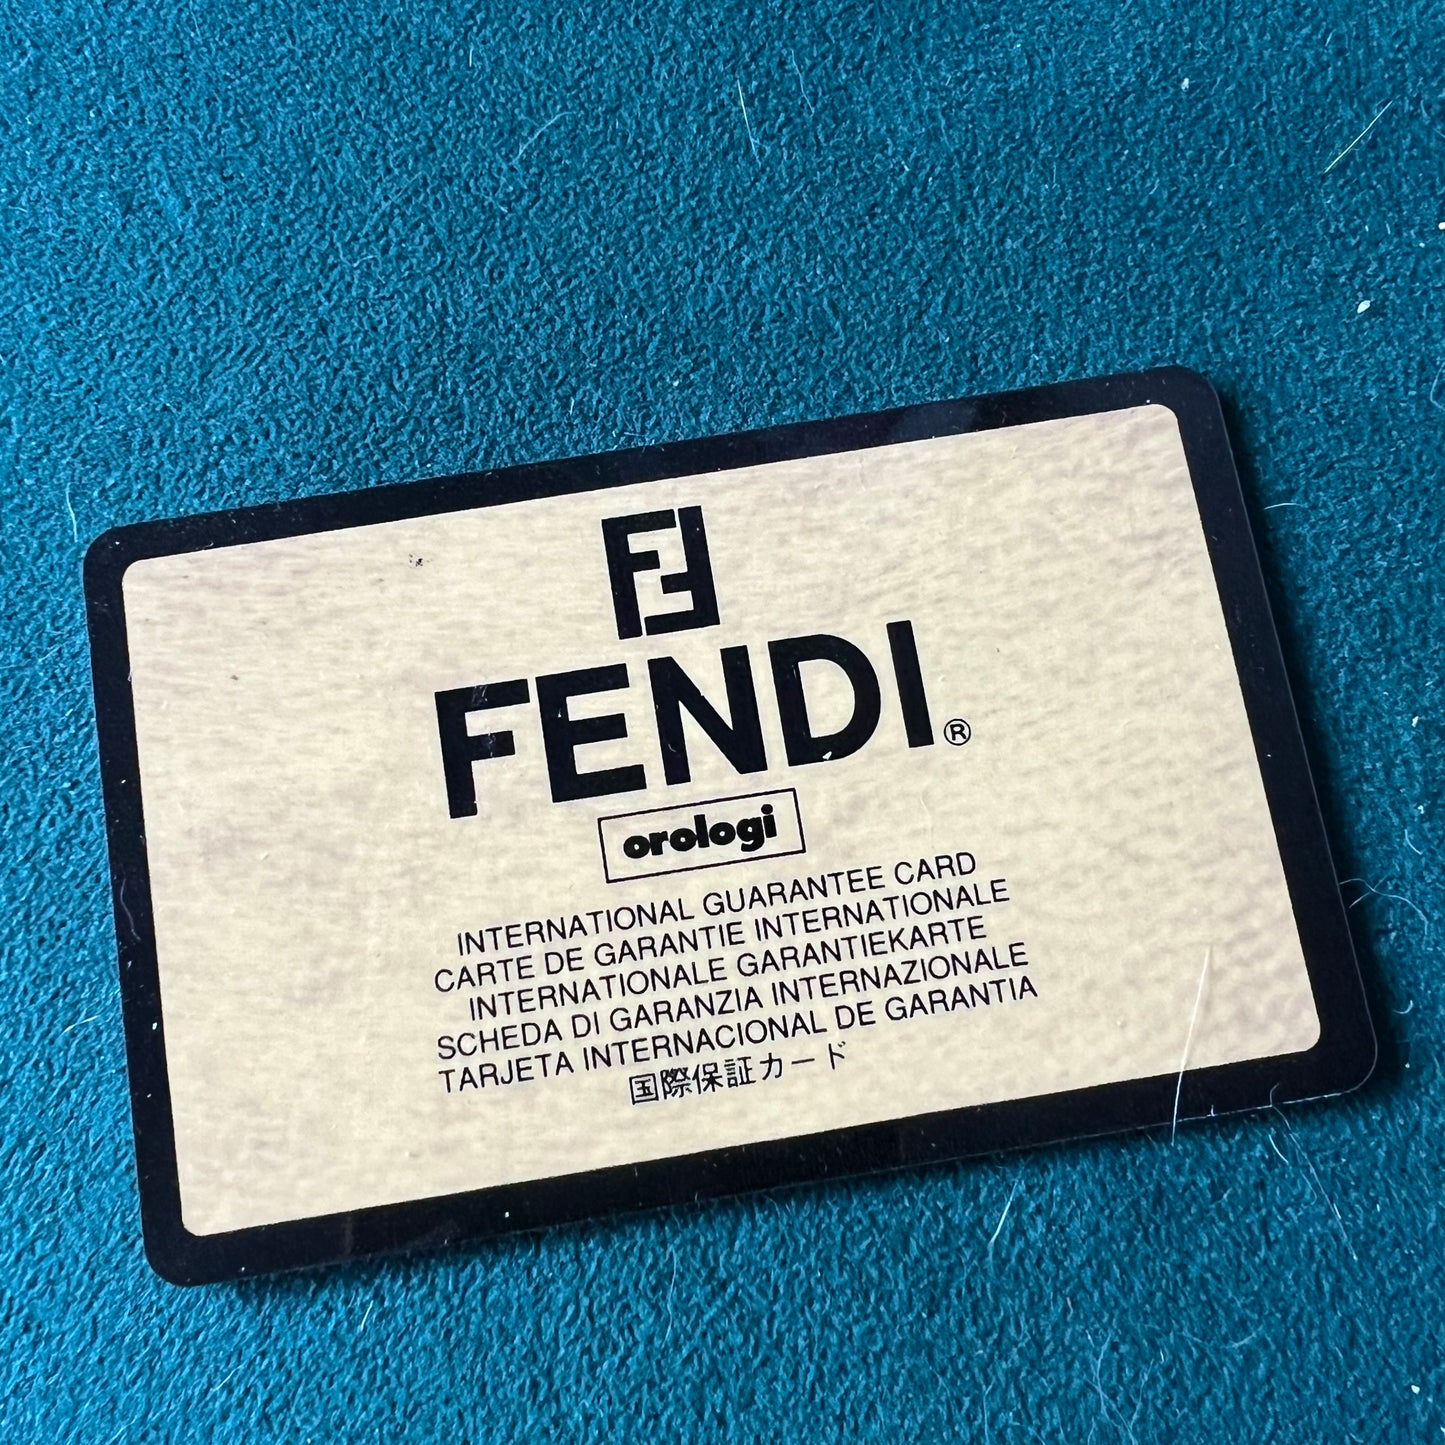 FENDI®
orologi
INTERNATIONAL GUARANTEE CARD
CARTE DE GARANTIE INTERNATIONALE
INTERNATIONALE GARANTIEKARTE
SCHEDA DI GARANZIA INTERNAZIONALE
TARJETA INTERNACIONAL DE GARANTIA
国際保証カード